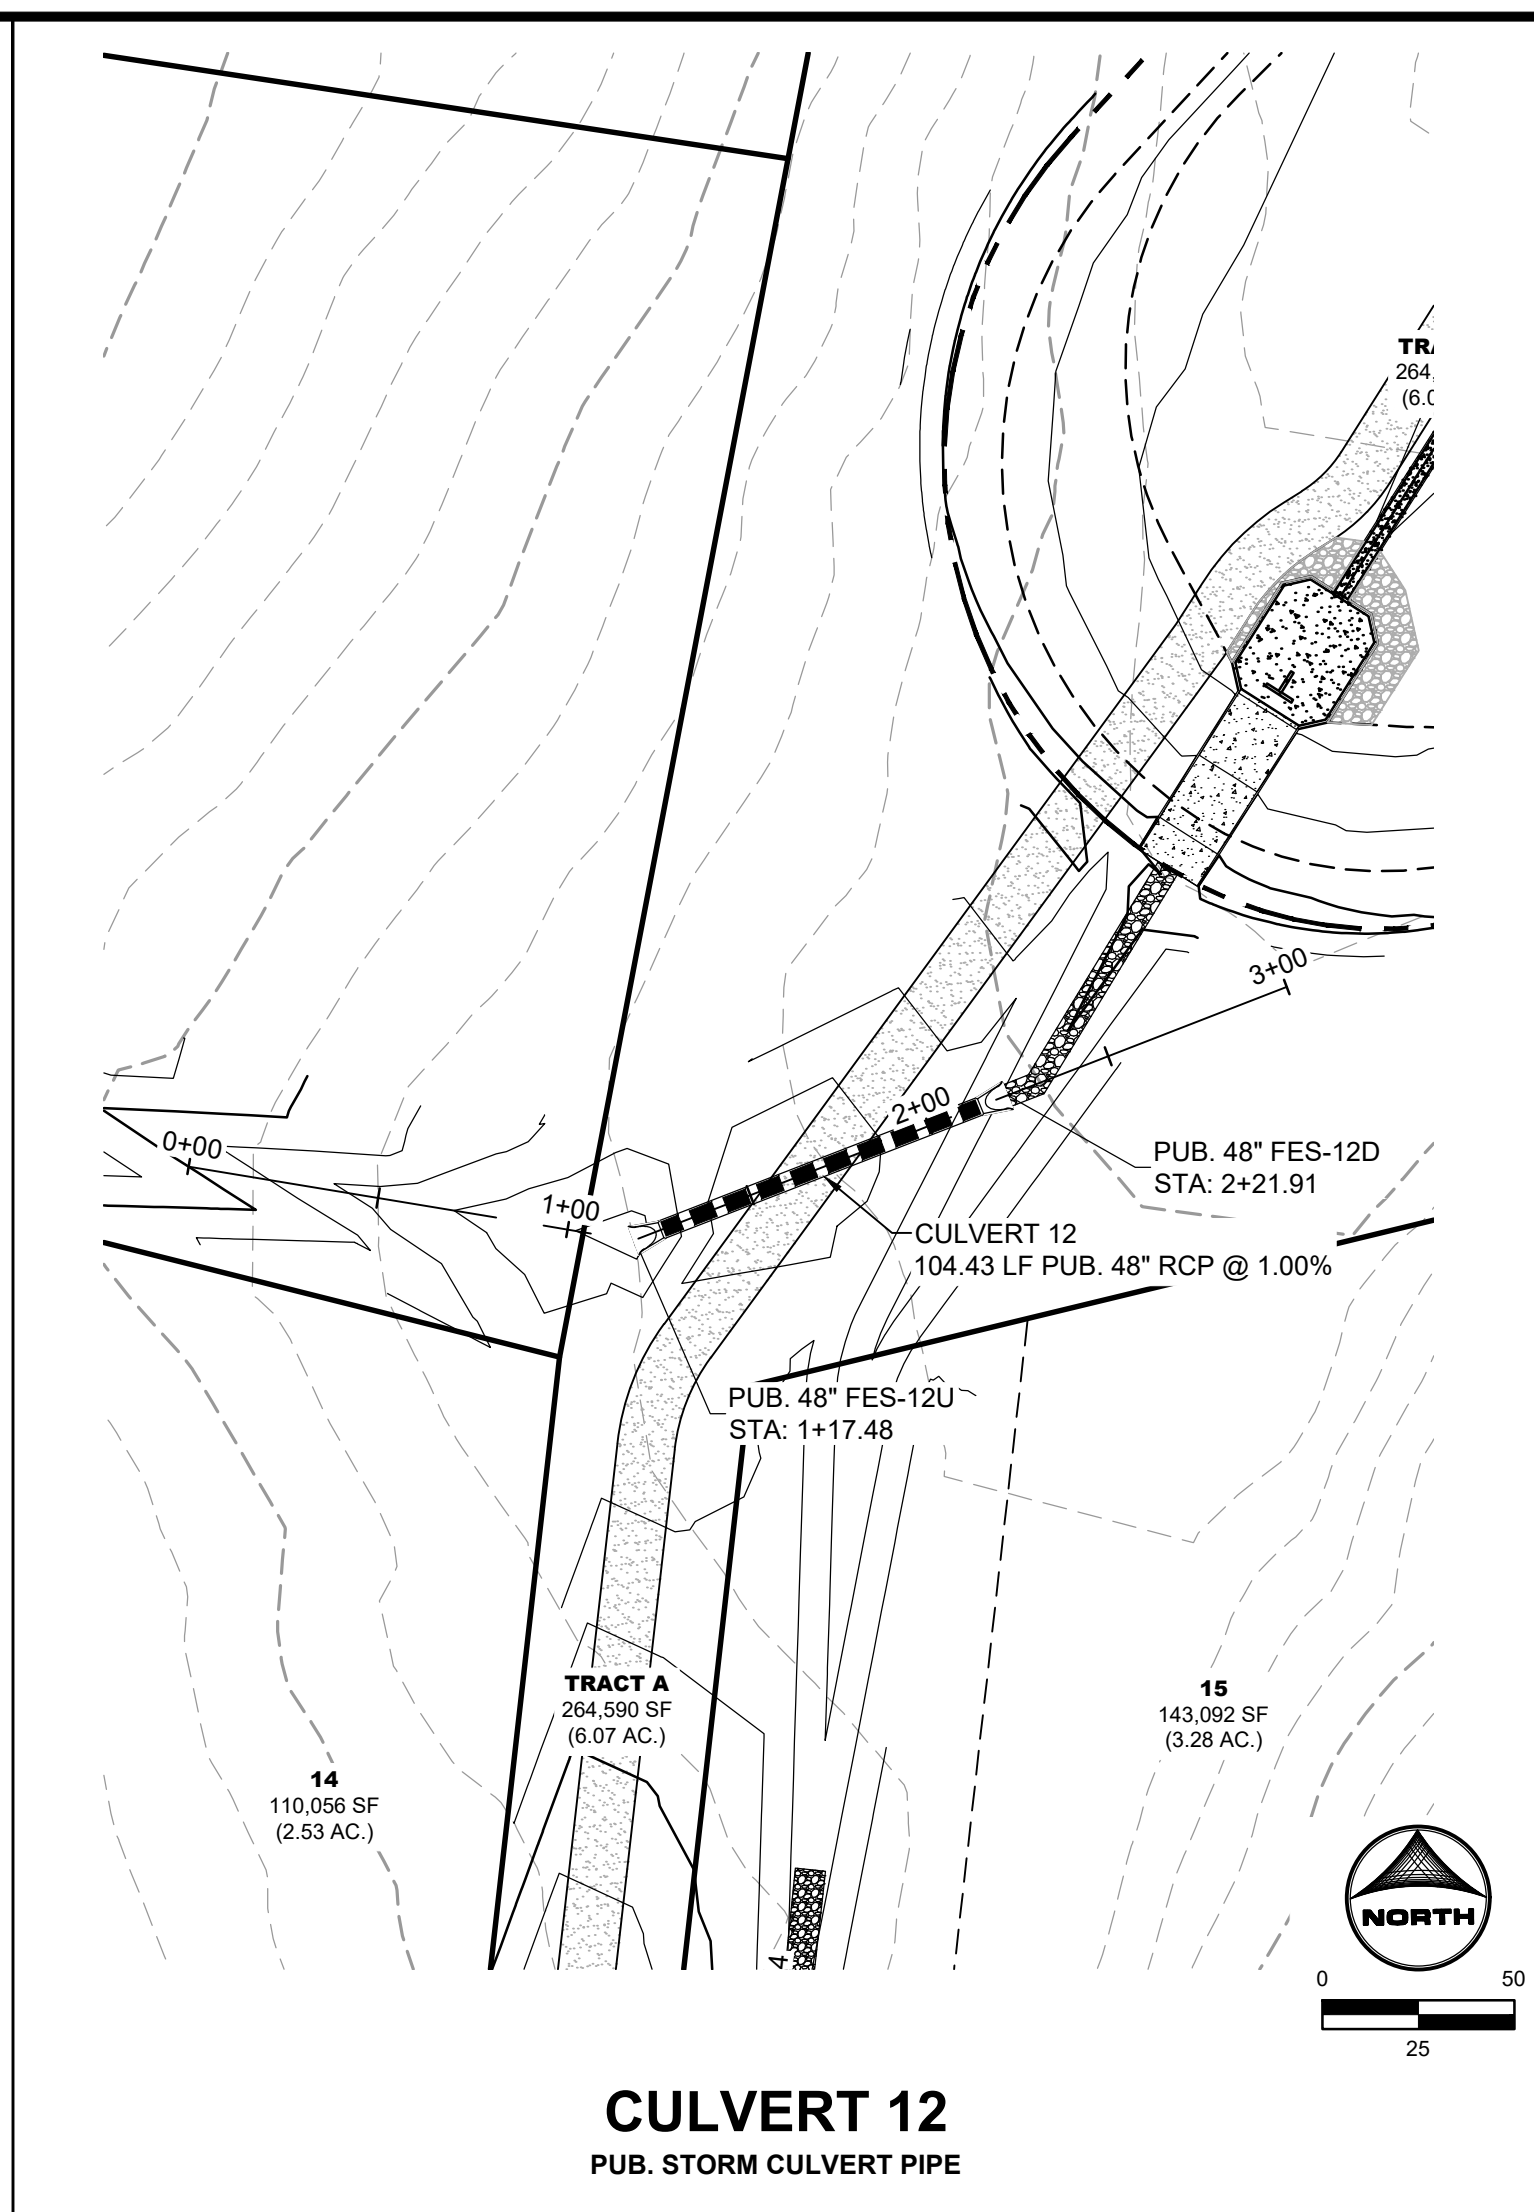 TRA
264,
(6.0
3+00
2+00
0+00
1+00
PUB. 48" FES-12D
STA: 2+21.91
CULVERT 12
104.43 LF PUB. 48" RCP @ 1.00%
PUB. 48" FES-12U
STA: 1+17.48
TRACT A
264,590 SF
(6.07 AC.)
15
143,092 SF
(3.28 AC.)
14
110,056 SF
(2.53 AC.)
4
NORTH
0 50
25
CULVERT 12
PUB. STORM CULVERT PIPE